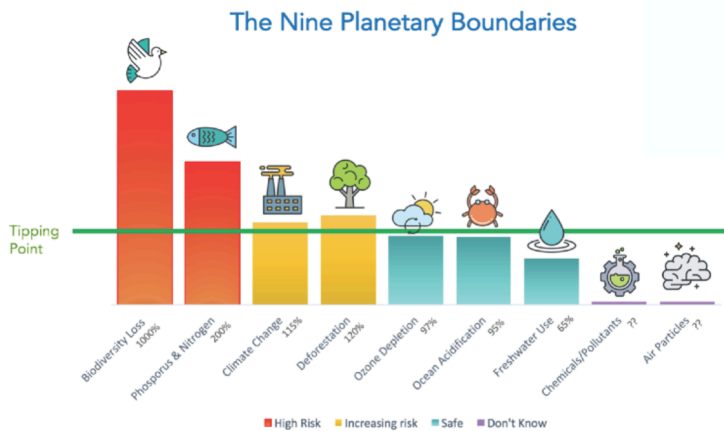 The Nine Planetary Boundaries
Tipping
Point
Biodiversity Loss
1000%
Phosporus & Nitrogen
200%
Climate Change
115%
Deforestation
120%
Ozone Depletion
97%
Ocean Acidification
95%
Freshwater Use
65%
Chemicals/Pollutants
??
Air Particles
??
High Risk
Increasing risk
Safe
Don't Know